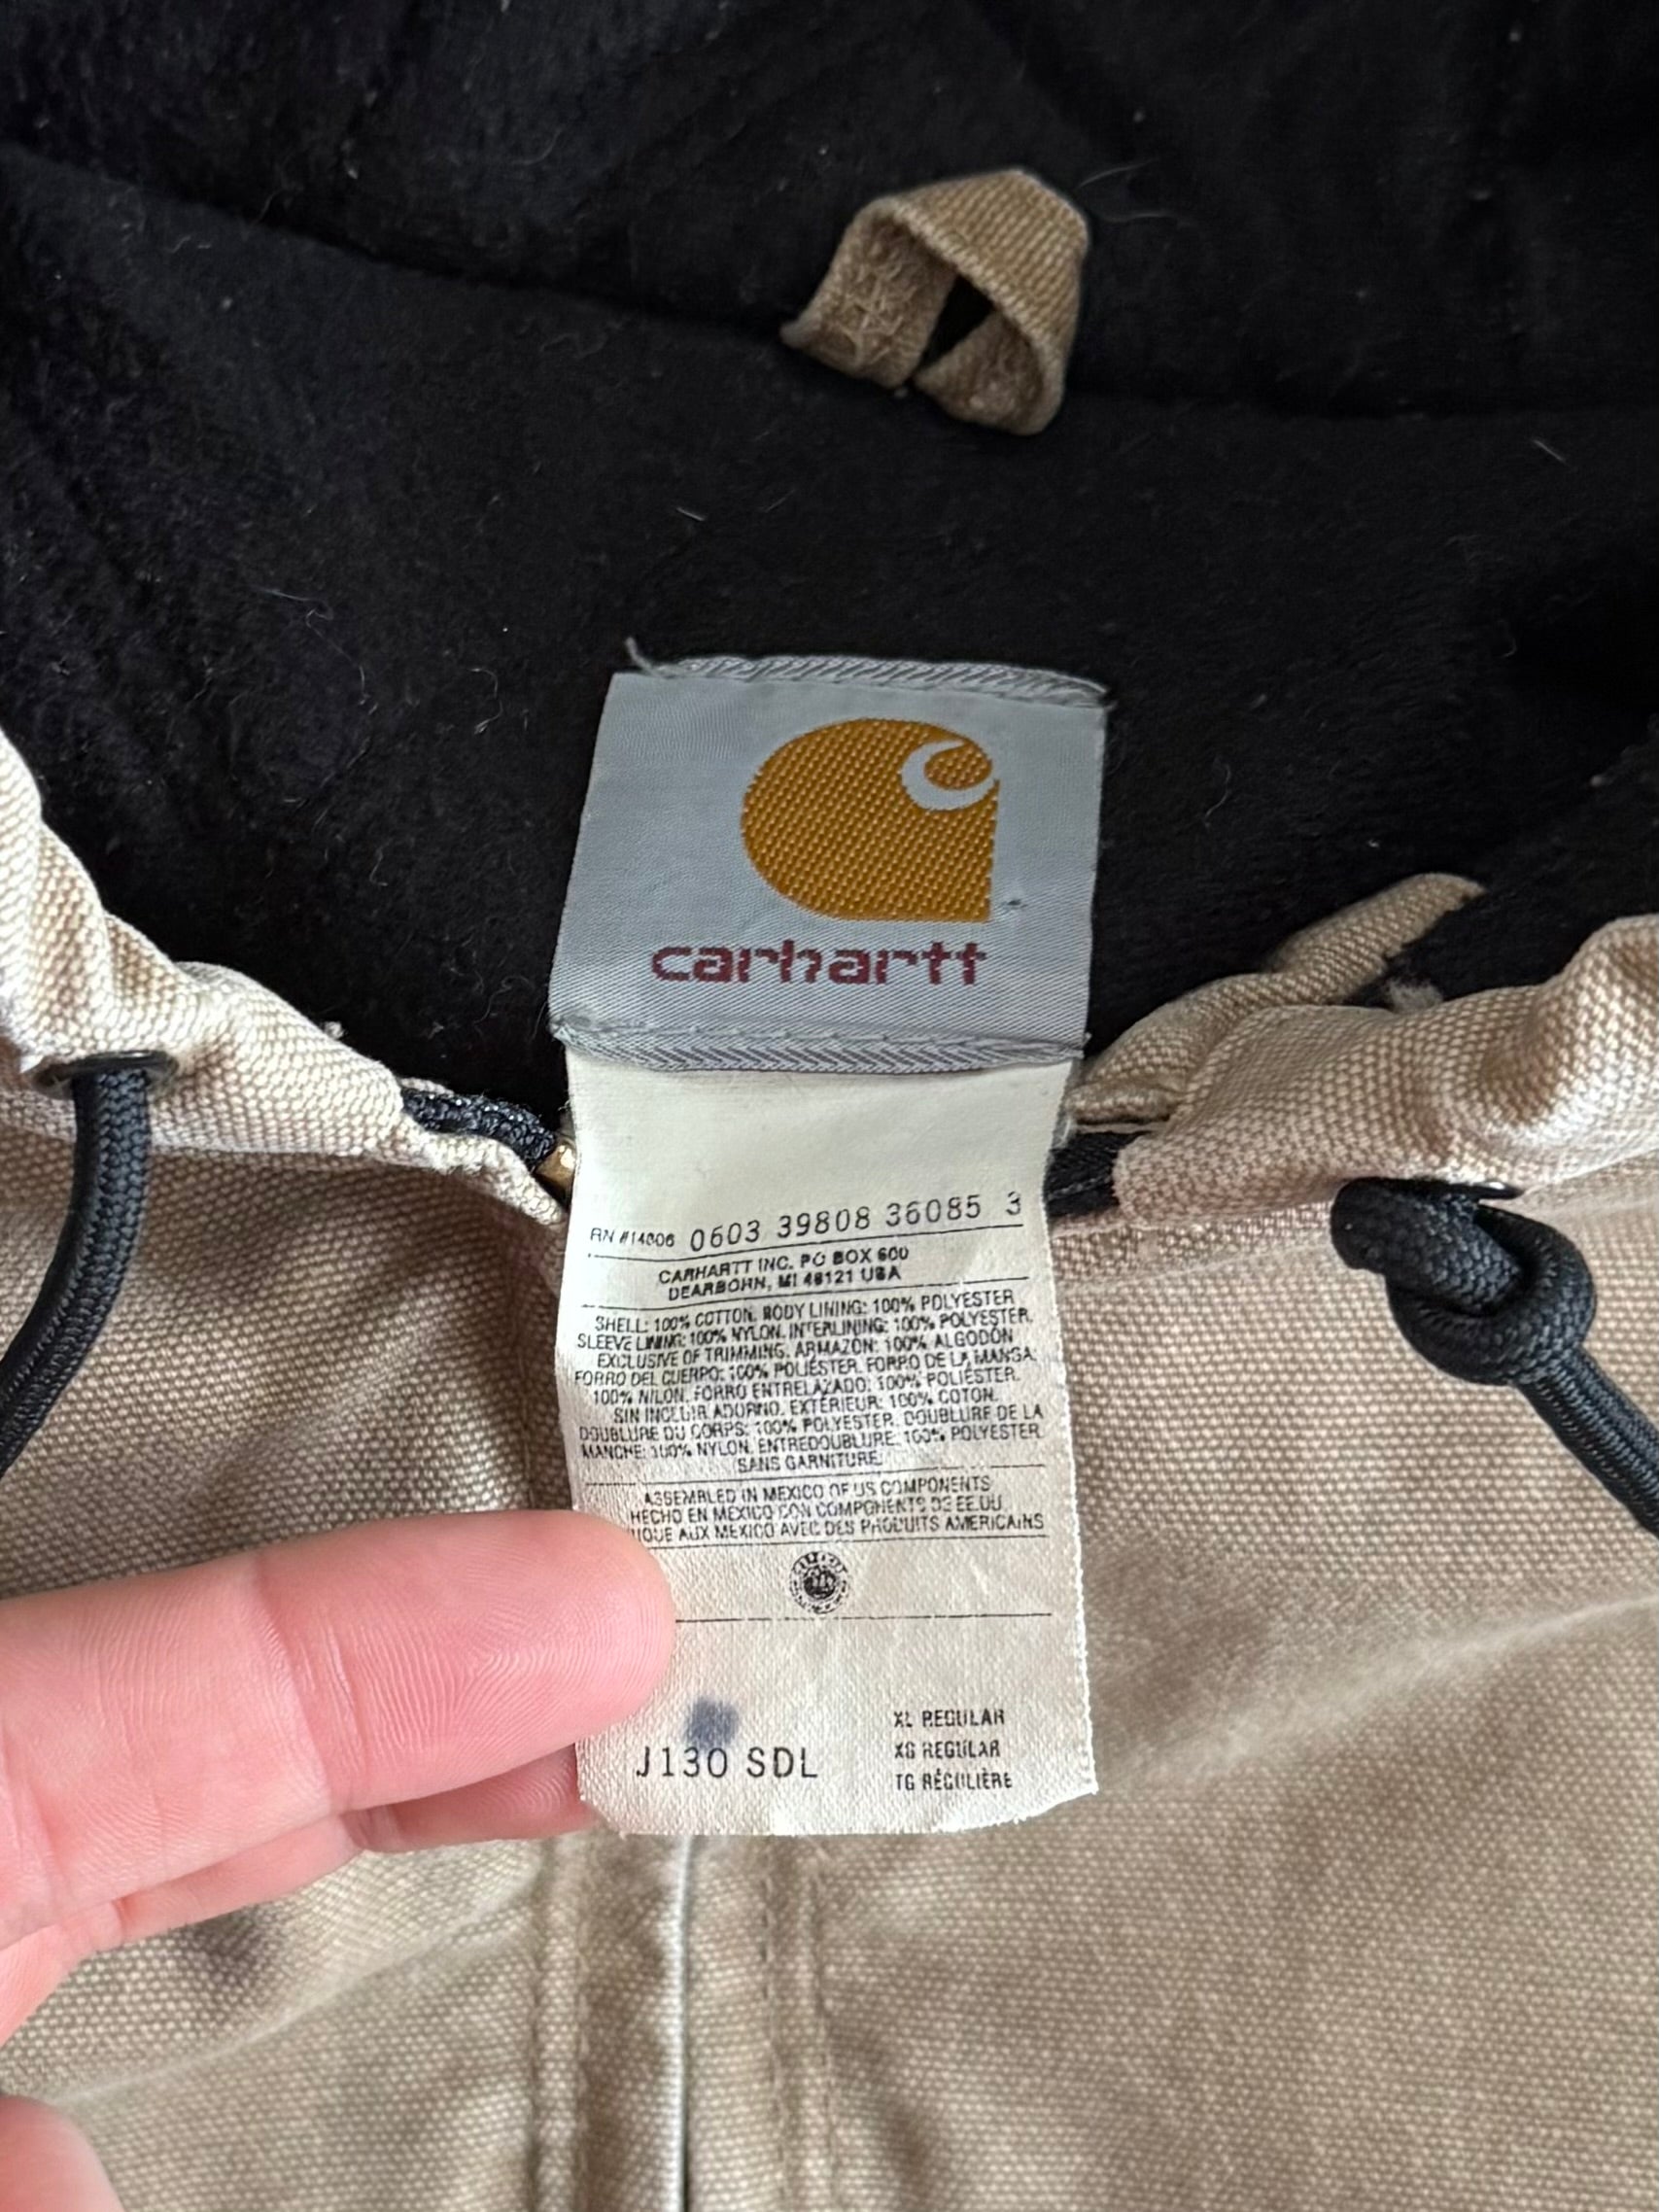 carhartt
RN #14806 0603 39808 36085 3
CARHARTT INC. PO BOX 600
DEARBORN, MI 48121 USA
SHELL: 100% COTTON. BODY LINING: 100% POLYESTER
SLEEVE LINING: 100% NYLON. INTERLINING: 100% POLYESTER.
EXCLUSIVE OF TRIMMING. ARMAZON: 100% ALGODÓN
FORRO DEL CUERPO: 100% POLIÉSTER. FORRO DE LA MANGA:
100% NILON. FORRO ENTRELAZADO: 100% POLIÉSTER.
SIN INCLUIR ADORNO. EXTÉRIEUR: 100% COTON.
DOUBLURE DU CORPS: 100% POLYESTER. DOUBLURE DE LA
MANCHE: 100% NYLON. ENTREDOUBLURE: 100% POLYESTER
SANS GARNITURE.
ASSEMBLED IN MEXICO OF US COMPONENTS
HECHO EN MEXICO CON COMPONENTS DE EE.UU.
AUX MEXICO AVEC DES PRODUITS AMERICAINS
XL REGULAR
J130 SDL XG REGULAR
TG RÉGULIÈRE